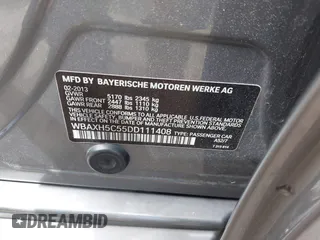 MFD BY BAYERISCHE MOTOREN WERKE AG
02-2013
GVWR 5170 lbs 2345 kg
GAWR FRONT 2447 lbs 1110 kg
GAWR REAR 2888 lbs 1310 kg
THIS VEHICLE CONFORMS TO ALL APPLICABLE
FEDERAL MOTOR VEHICLE SAFETY, BUMPER, AND
THEFT PREVENTION STANDARDS IN EFFECT ON
THE DATE OF MANUFACTURE SHOWN ABOVE.
WBAXH5C55DD111408 TYPE: PASSENGER CAR
A527
DREAMBID